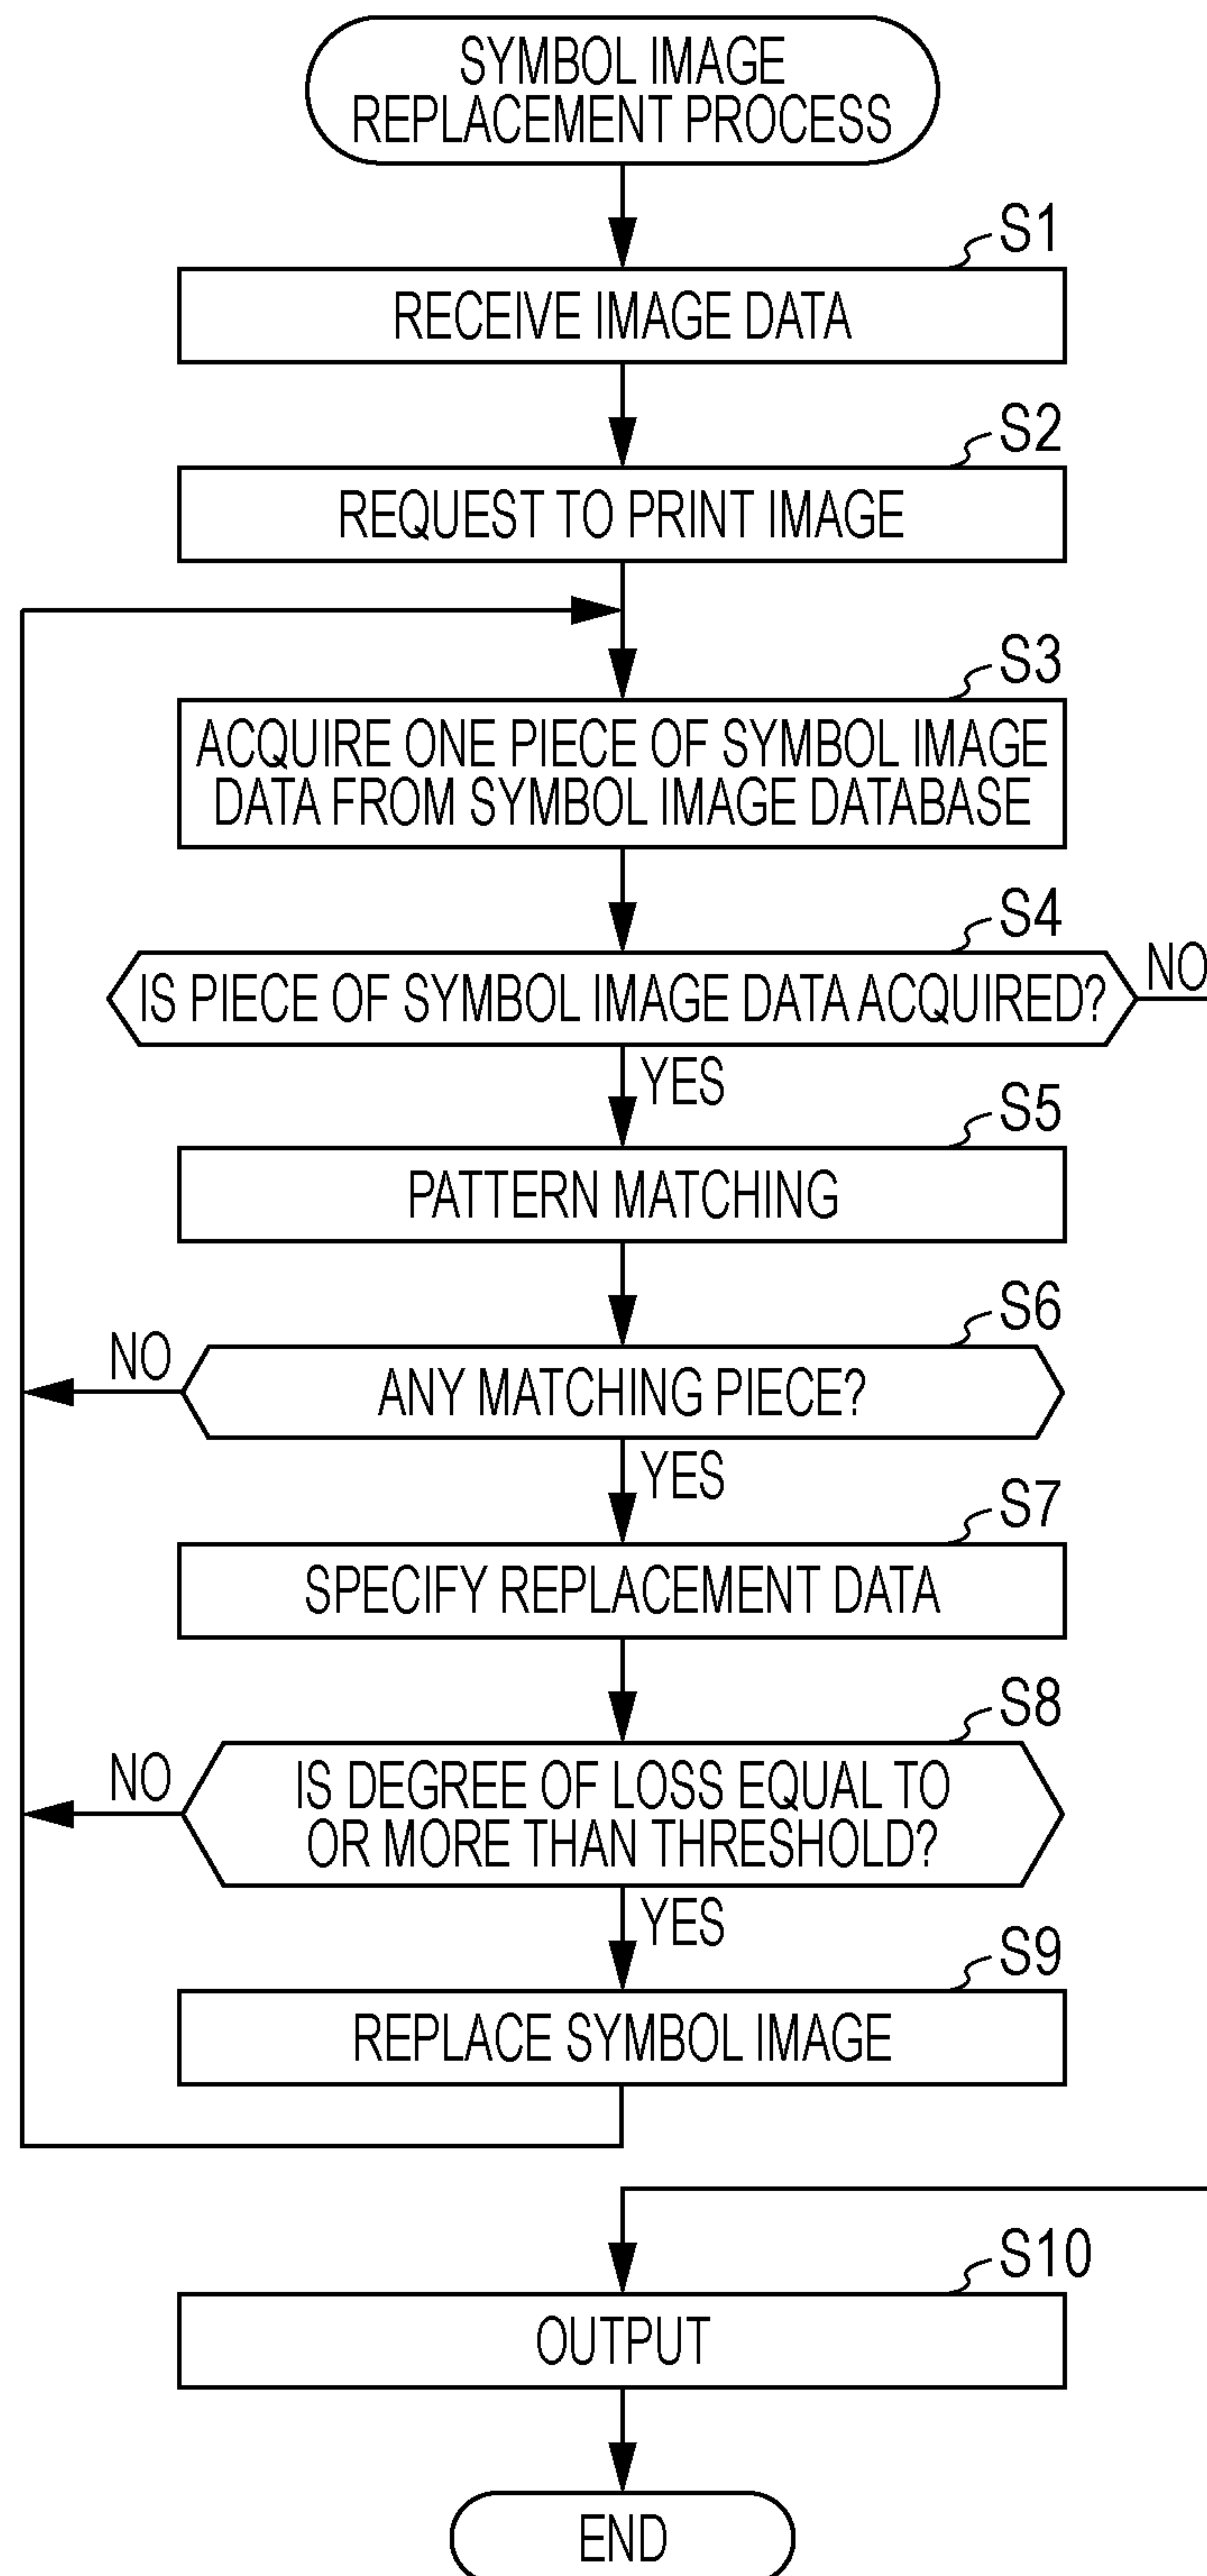 SYMBOL IMAGE
REPLACEMENT PROCESS
S1
RECEIVE IMAGE DATA
S2
REQUEST TO PRINT IMAGE
S3
ACQUIRE ONE PIECE OF SYMBOL IMAGE
DATA FROM SYMBOL IMAGE DATABASE
S4
IS PIECE OF SYMBOL IMAGE DATA ACQUIRED?
NO
YES
S5
PATTERN MATCHING
S6
NO
ANY MATCHING PIECE?
YES
S7
SPECIFY REPLACEMENT DATA
S8
NO
IS DEGREE OF LOSS EQUAL TO
OR MORE THAN THRESHOLD?
YES
S9
REPLACE SYMBOL IMAGE
S10
OUTPUT
END